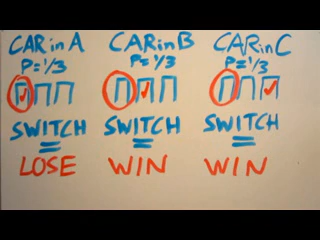 CAR in A CAR in B CAR in C
P=1/3 P=1/3 P=1/3
SWITCH SWITCH SWITCH
LOSE WIN WIN